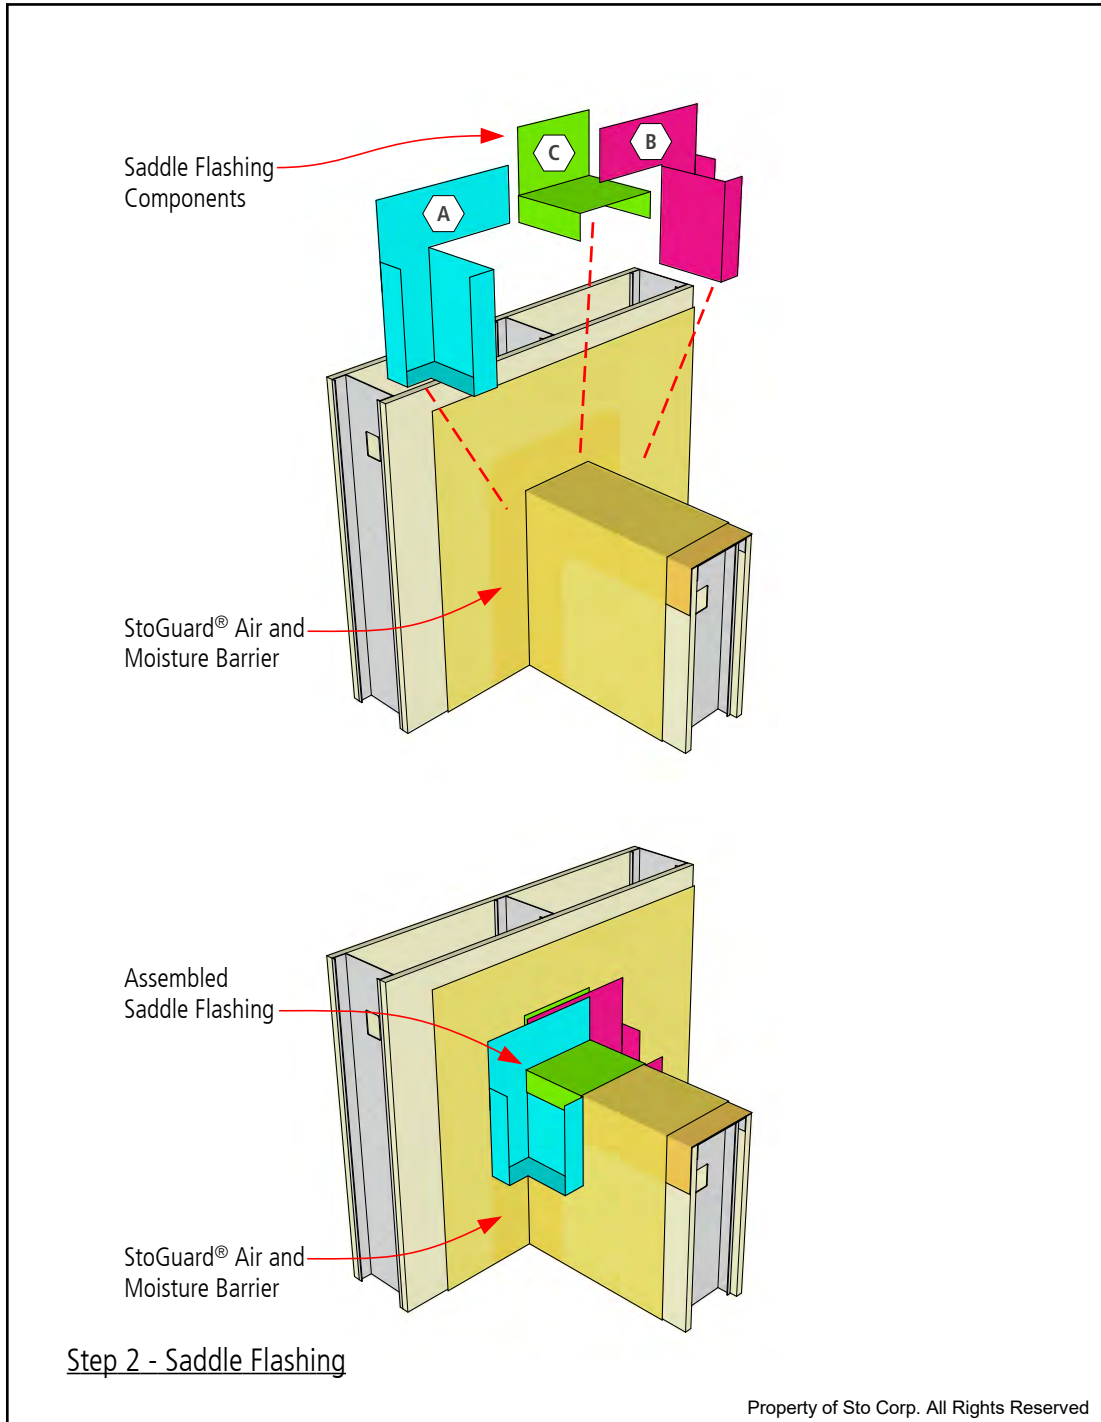 Saddle Flashing
Components
A
C
B
StoGuard® Air and
Moisture Barrier
Assembled
Saddle Flashing
StoGuard® Air and
Moisture Barrier
Step 2 - Saddle Flashing
Property of Sto Corp. All Rights Reserved